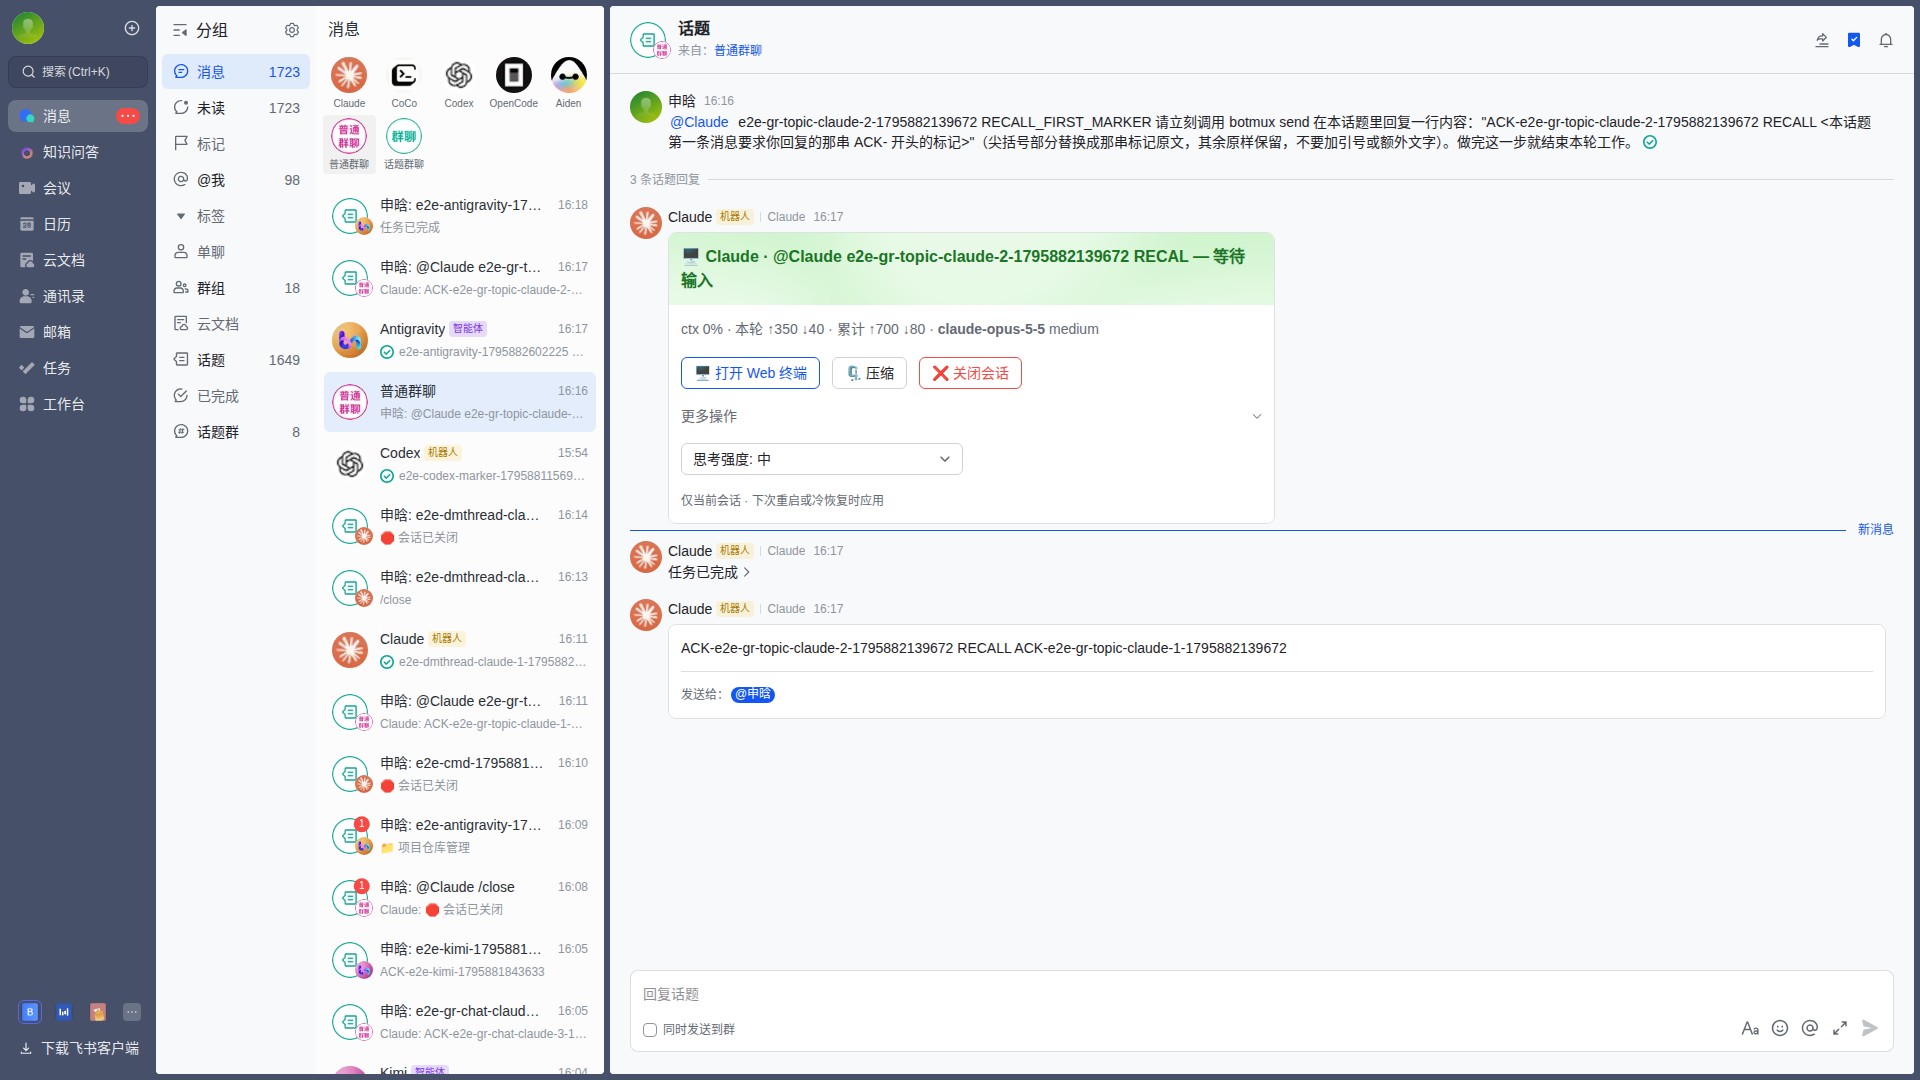 搜索 (Ctrl+K)
消息
知识问答
会议
日历
云文档
通讯录
邮箱
任务
工作台
下载飞书客户端
分组
消息 1723
未读 1723
标记
@我 98
标签
单聊
群组 18
云文档
话题 1649
已完成
话题群 8
消息
Claude CoCo Codex OpenCode Aiden
普通群聊
普通群聊
群聊
话题群聊
申晗: e2e-antigravity-17... 16:18
任务已完成
申晗: @Claude e2e-gr-t... 16:17
Claude: ACK-e2e-gr-topic-claude-2-...
Antigravity 智能体 16:17
e2e-antigravity-1795882602225 ...
普通群聊
普通群聊 16:16
申晗: @Claude e2e-gr-topic-claude-...
Codex 机器人 15:54
e2e-codex-marker-17958811569...
申晗: e2e-dmthread-cla... 16:14
会话已关闭
申晗: e2e-dmthread-cla... 16:13
/close
Claude 机器人 16:11
e2e-dmthread-claude-1-1795882...
申晗: @Claude e2e-gr-t... 16:11
Claude: ACK-e2e-gr-topic-claude-1-...
申晗: e2e-cmd-1795881... 16:10
会话已关闭
1
申晗: e2e-antigravity-17... 16:09
项目仓库管理
1
申晗: @Claude /close 16:08
Claude: 会话已关闭
申晗: e2e-kimi-1795881... 16:05
ACK-e2e-kimi-1795881843633
申晗: e2e-gr-chat-claud... 16:05
Claude: ACK-e2e-gr-chat-claude-3-1...
Kimi 智能体 16:04
话题
来自：普通群聊
申晗 16:16
@Claude e2e-gr-topic-claude-2-1795882139672 RECALL_FIRST_MARKER 请立刻调用 botmux send 在本话题里回复一行内容："ACK-e2e-gr-topic-claude-2-1795882139672 RECALL <本话题
第一条消息要求你回复的那串 ACK- 开头的标记>"（尖括号部分替换成那串标记原文，其余原样保留，不要加引号或额外文字）。做完这一步就结束本轮工作。
3 条话题回复
Claude 机器人 Claude 16:17
Claude · @Claude e2e-gr-topic-claude-2-1795882139672 RECAL — 等待
输入
ctx 0% · 本轮 ↑350 ↓40 · 累计 ↑700 ↓80 · claude-opus-5-5 medium
打开 Web 终端 压缩 关闭会话
更多操作
思考强度: 中
仅当前会话 · 下次重启或冷恢复时应用
新消息
Claude 机器人 Claude 16:17
任务已完成
Claude 机器人 Claude 16:17
ACK-e2e-gr-topic-claude-2-1795882139672 RECALL ACK-e2e-gr-topic-claude-1-1795882139672
发送给： @申晗
回复话题
同时发送到群